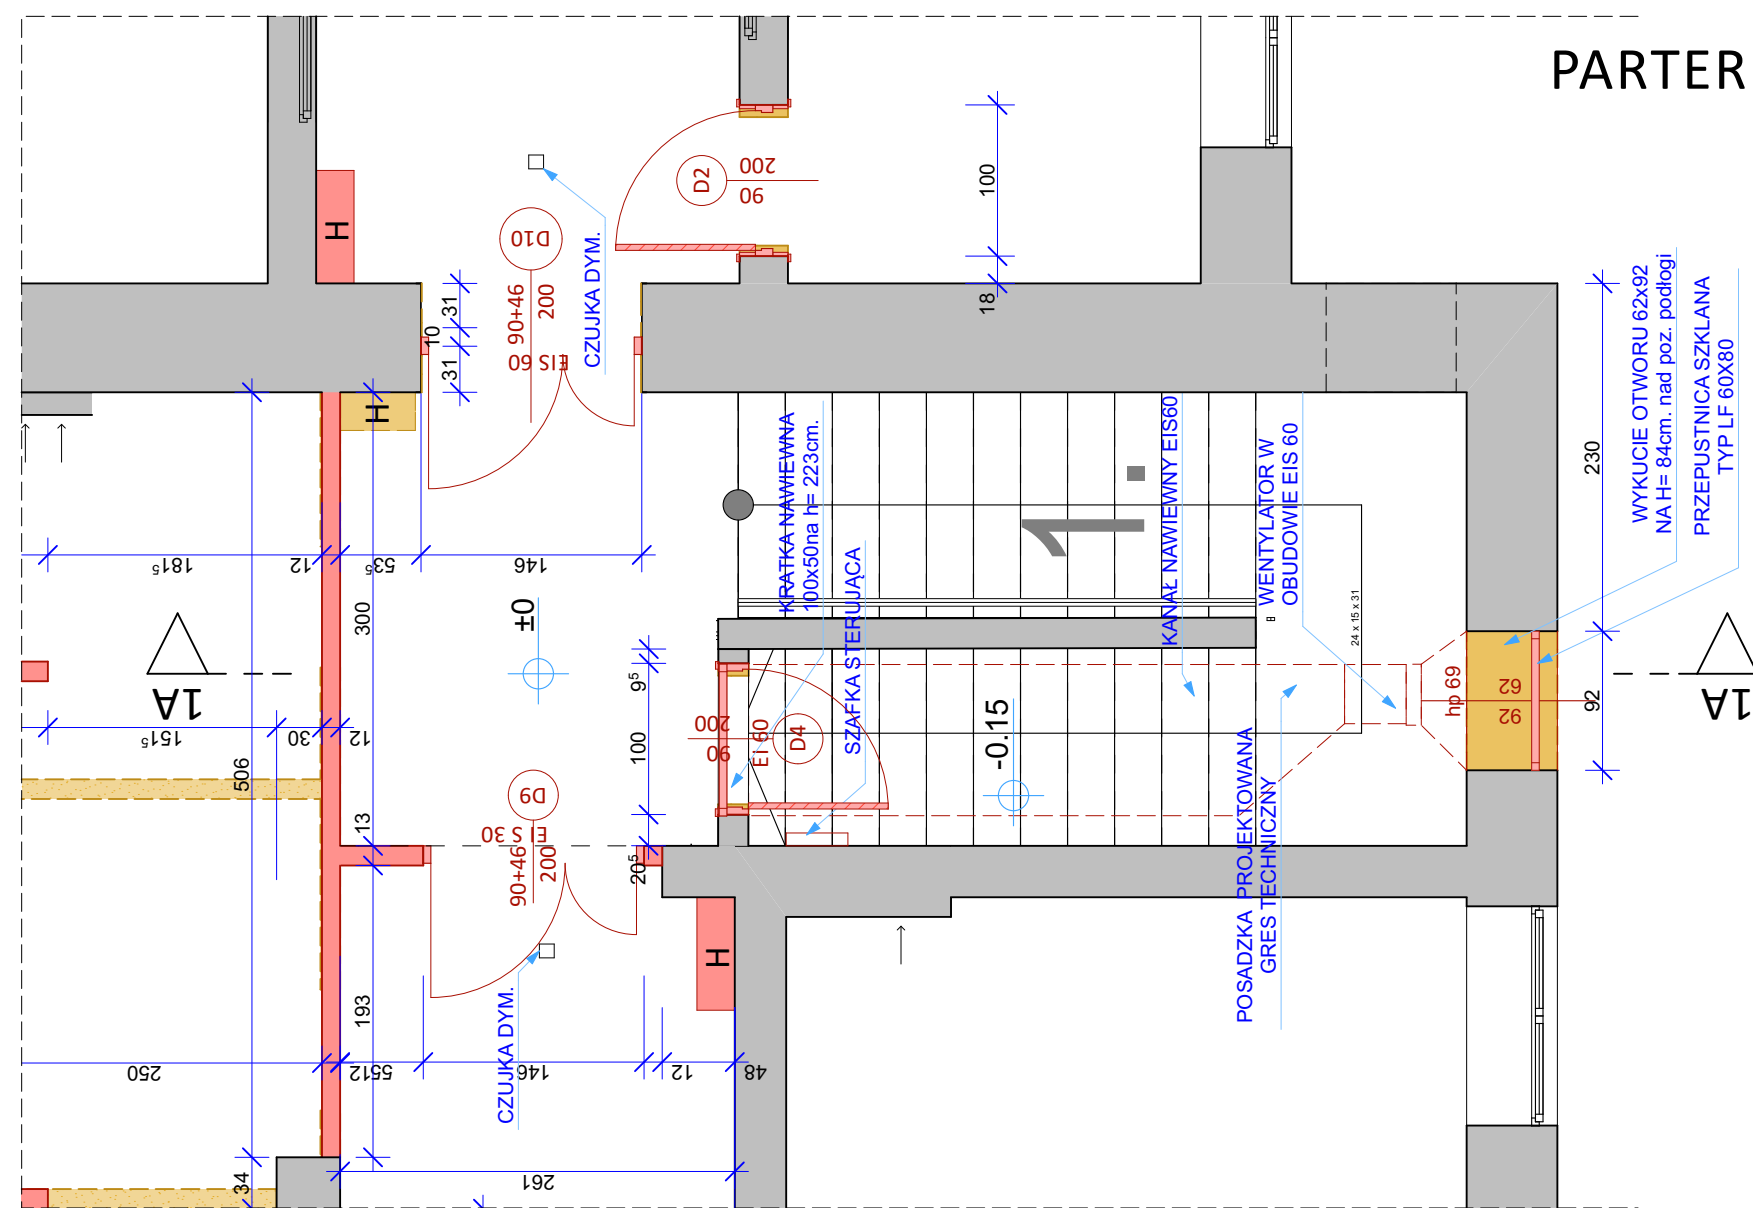 PARTER
H
D10
90+46
200
EIS 60
CZUJKA DYM.
D2
200
90
100
18
31
10
31
H
181⁵
12
53⁵
146
300
±0
1A
151⁵
30
12
506
13
KRATKA NAWIEWNA
100x50na h= 223cm.
SZAFKA STERUJĄCA
1.
KANAŁ NAWIEWNY EIS60
WENTYLATOR W
OBUDOWIE EIS 60
24 x 15 x 31
9⁵
100
20⁵
200
90
EI 60
D4
-0.15
POSADZKA PROJEKTOWANA
GRES TECHNICZNY
hp 69
62
92
230
92
WYKUCIE OTWORU 62x92
NA H= 84cm. nad poz. podłogi
PRZEPUSTNICA SZKLANA
TYP LF 60X80
1A
D9
EI S 30
90+46
200
H
CZUJKA DYM.
193
250
12
55
146
12
48
261
34